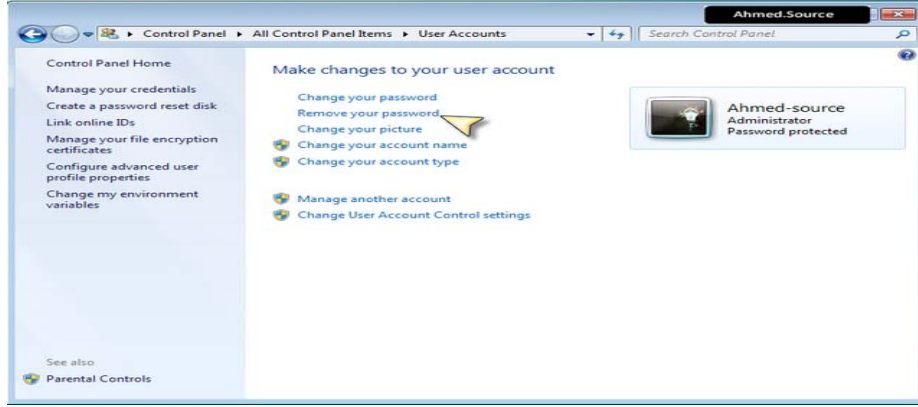 Ahmed.Source
Control Panel ▸ All Control Panel Items ▸ User Accounts
Search Control Panel
Control Panel Home
Manage your credentials
Create a password reset disk
Link online IDs
Manage your file encryption
certificates
Configure advanced user
profile properties
Change my environment
variables
See also
Parental Controls
Make changes to your user account
Change your password
Remove your password
Change your picture
Change your account name
Change your account type
Manage another account
Change User Account Control settings
Ahmed-source
Administrator
Password protected